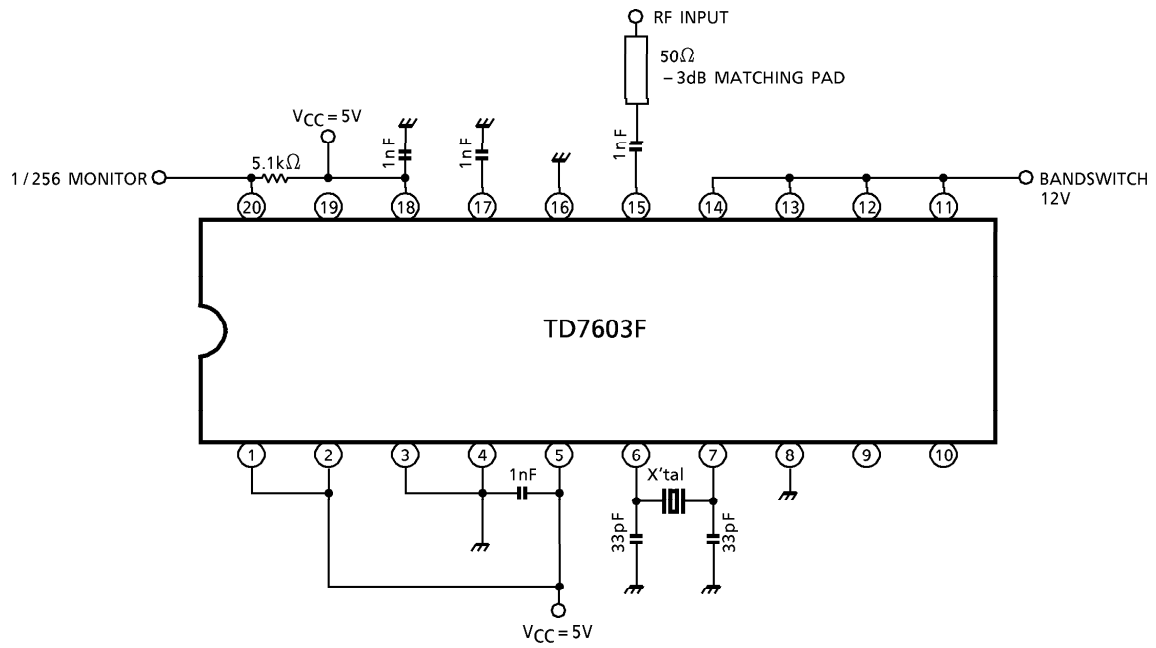 RF INPUT
50Ω
−3dB MATCHING PAD
VCC=5V
1nF
1nF
1nF
5.1kΩ
1/256 MONITOR
BANDSWITCH
12V
20 19 18 17 16 15 14 13 12 11
TD7603F
1 2 3 4 5 6 7 8 9 10
1nF
X'tal
33pF
33pF
VCC=5V